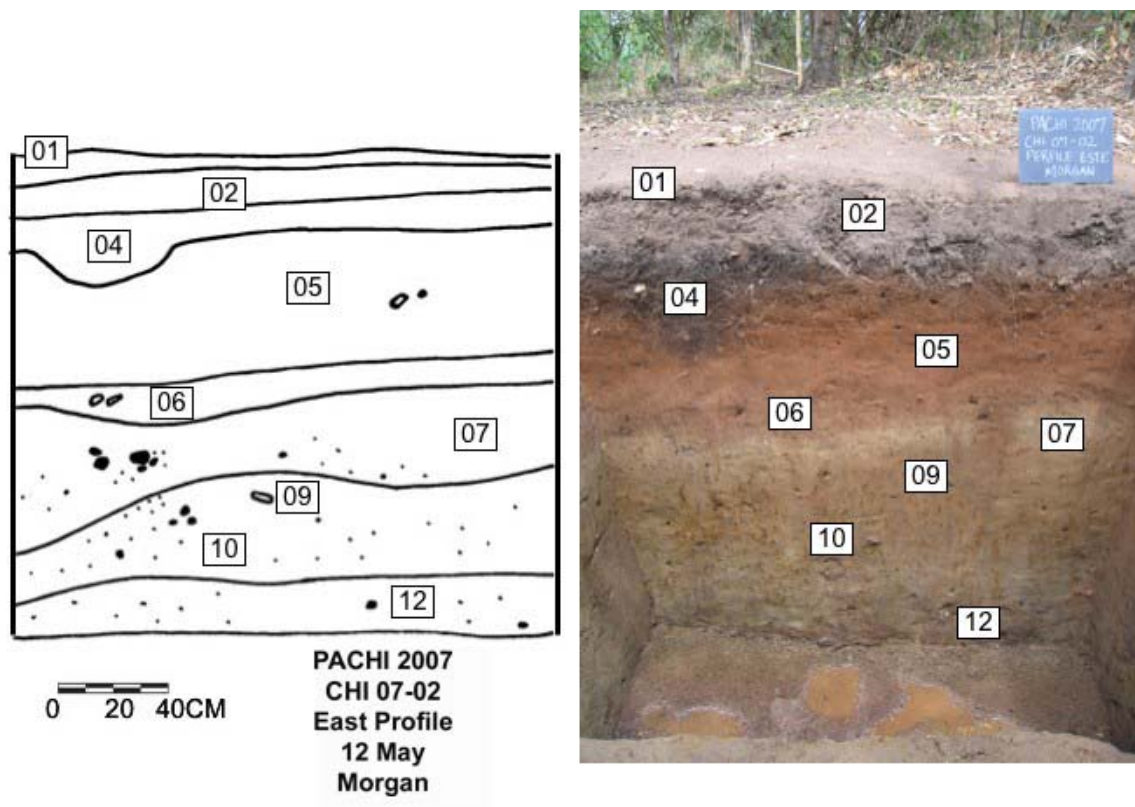 01
02
04
05
06
07
09
10
12
0 20 40CM
PACHI 2007
CHI 07-02
East Profile
12 May
Morgan
PACHI 2007
CHI 07-02
PERFILE ESTE
MORGAN
01
02
04
05
06
07
09
10
12